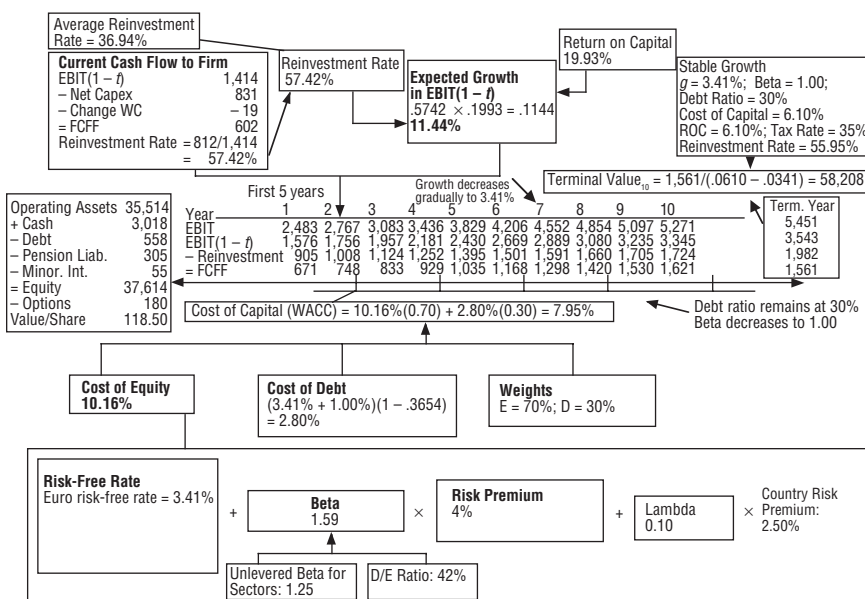 Average Reinvestment
Rate = 36.94%
Current Cash Flow to Firm
EBIT(1 – t) 1,414
– Net Capex 831
– Change WC – 19
= FCFF 602
Reinvestment Rate = 812/1,414
= 57.42%
Reinvestment Rate
57.42%
Expected Growth
in EBIT(1 – t)
.5742 × .1993 = .1144
11.44%
Return on Capital
19.93%
Stable Growth
g = 3.41%; Beta = 1.00;
Debt Ratio = 30%
Cost of Capital = 6.10%
ROC = 6.10%; Tax Rate = 35%
Reinvestment Rate = 55.95%
Terminal Value10 = 1,561/(.0610 – .0341) = 58,208
First 5 years
Growth decreases
gradually to 3.41%
Operating Assets 35,514
+ Cash 3,018
– Debt 558
– Pension Liab. 305
– Minor. Int. 55
= Equity 37,614
– Options 180
Value/Share 118.50
Year 1 2 3 4 5 6 7 8 9 10
EBIT 2,483 2,767 3,083 3,436 3,829 4,206 4,552 4,854 5,097 5,271
EBIT(1 – t) 1,576 1,756 1,957 2,181 2,430 2,669 2,889 3,080 3,235 3,345
– Reinvestment 905 1,008 1,124 1,252 1,395 1,501 1,591 1,660 1,705 1,724
= FCFF 671 748 833 929 1,035 1,168 1,298 1,420 1,530 1,621
Term. Year
5,451
3,543
1,982
1,561
Cost of Capital (WACC) = 10.16%(0.70) + 2.80%(0.30) = 7.95%
Debt ratio remains at 30%
Beta decreases to 1.00
Cost of Equity
10.16%
Cost of Debt
(3.41% + 1.00%)(1 – .3654)
= 2.80%
Weights
E = 70%; D = 30%
Risk-Free Rate
Euro risk-free rate = 3.41%
+
Beta
1.59
×
Risk Premium
4%
+
Lambda
0.10
×
Country Risk
Premium:
2.50%
Unlevered Beta for
Sectors: 1.25
D/E Ratio: 42%